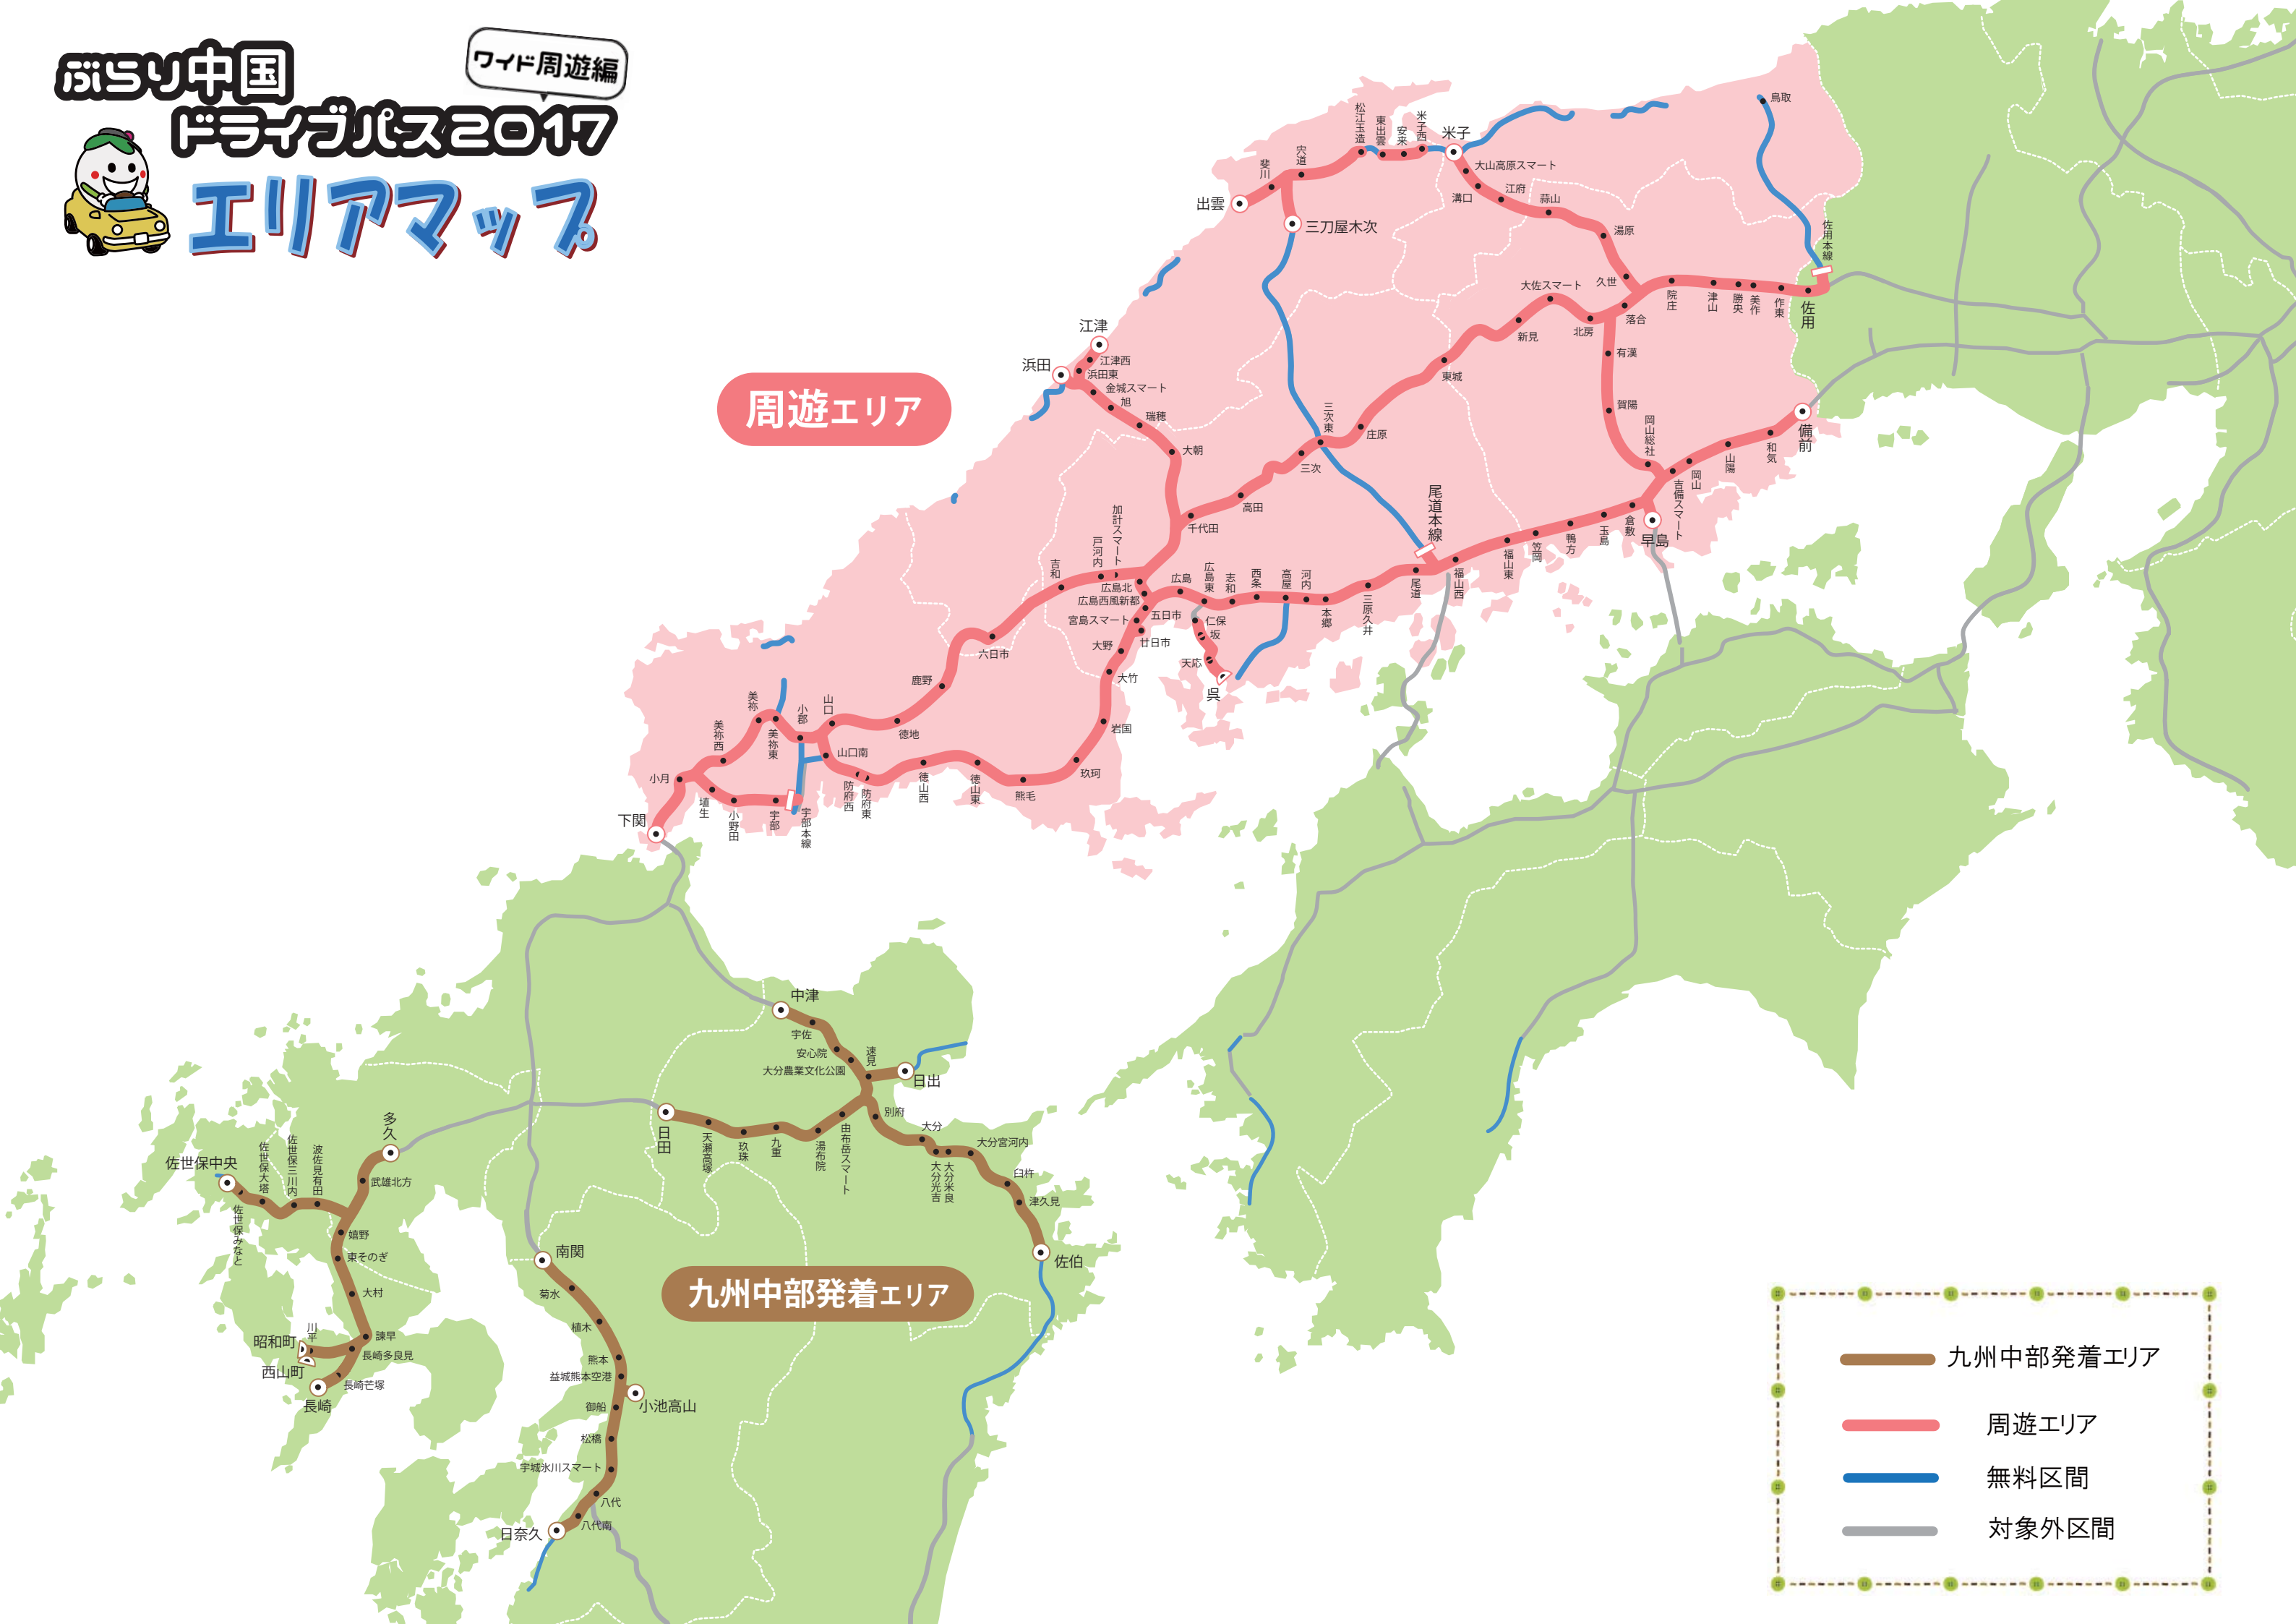 ぶらり中国
ドライブパス2017
ワイド周遊編
エリアマップ
周遊エリア
鳥取
佐用本線
佐用
作東
美作
勝央
津山
院庄
落合
久世
湯原
蒜山
江府
溝口
大山高原スマート
米子
米子西
安来
東出雲
松江玉造
宍道
斐川
出雲
三刀屋木次
大佐スマート
北房
新見
有漢
賀陽
岡山総社
東城
庄原
三次東
三次
高田
千代田
江津
江津西
浜田
浜田東
金城スマート
旭
瑞穂
大朝
備前
和気
山陽
岡山
吉備スマート
早島
倉敷
玉島
鴨方
笠岡
福山東
福山西
尾道本線
尾道
三原久井
本郷
河内
高屋
西条
志和
広島東
広島
仁保
坂
天応
呉
加計スマート
戸河内
吉和
広島北
広島西風新都
五日市
宮島スマート
廿日市
大野
大竹
岩国
玖珂
熊毛
徳山東
徳山西
防府東
防府西
山口南
六日市
鹿野
徳地
山口
小郡
美祢東
美祢
美祢西
小月
下関
埴生
小野田
宇部
宇部本線
中津
宇佐
安心院
大分農業文化公園
速見
日出
別府
大分
大分光吉
大分米良
大分宮河内
臼杵
津久見
佐伯
日田
天瀬高塚
玖珠
九重
湯布院
由布岳スマート
多久
武雄北方
佐世保中央
佐世保みなと
佐世保大塔
佐世保三川内
波佐見有田
嬉野
東そのぎ
大村
諫早
長崎多良見
川平
昭和町
西山町
長崎芒塚
長崎
九州中部発着エリア
南関
菊水
植木
熊本
益城熊本空港
小池高山
御船
松橋
宇城氷川スマート
八代
八代南
日奈久
九州中部発着エリア
周遊エリア
無料区間
対象外区間